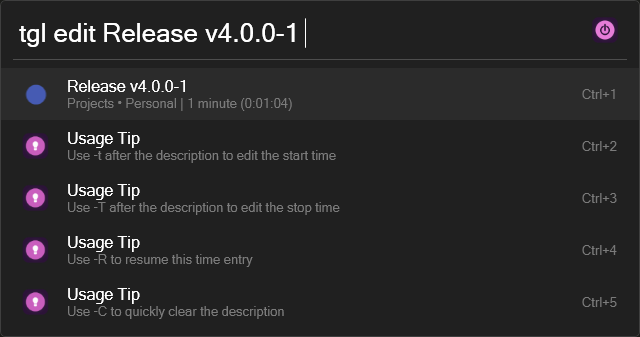 tgl edit Release v4.0.0-1
Release v4.0.0-1
Projects • Personal | 1 minute (0:01:04)
Ctrl+1
Usage Tip
Use -t after the description to edit the start time
Ctrl+2
Usage Tip
Use -T after the description to edit the stop time
Ctrl+3
Usage Tip
Use -R to resume this time entry
Ctrl+4
Usage Tip
Use -C to quickly clear the description
Ctrl+5